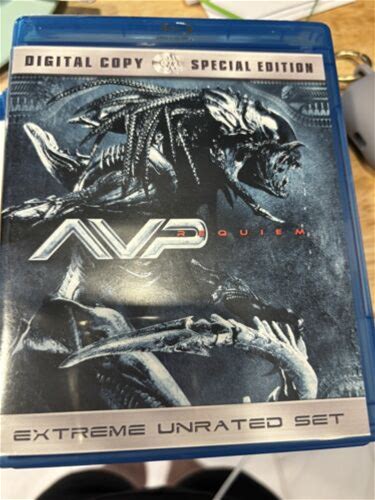 DIGITAL COPY SPECIAL EDITION
AVP
REQUIEM
EXTREME UNRATED SET